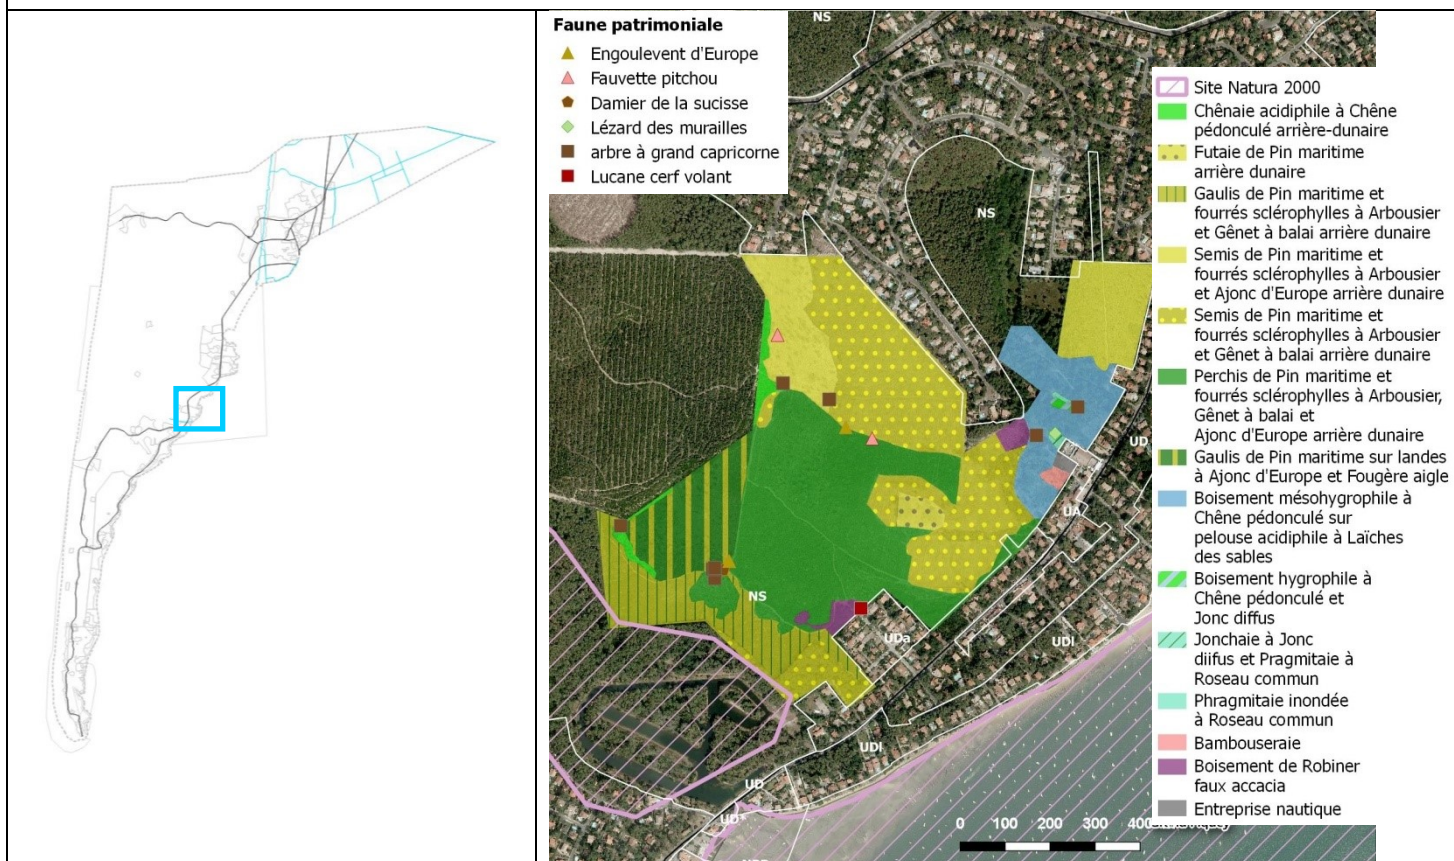 Faune patrimoniale
Engoulevent d'Europe
Fauvette pitchou
Damier de la sucisse
Lézard des murailles
arbre à grand capricorne
Lucane cerf volant
NS
Site Natura 2000
Chênaie acidiphile à Chêne
pédonculé arrière-dunaire
Futaie de Pin maritime
arrière dunaire
Gaulis de Pin maritime et
fourrés sclérophylles à Arbousier
et Gênet à balai arrière dunaire
Semis de Pin maritime et
fourrés sclérophylles à Arbousier
et Ajonc d'Europe arrière dunaire
Semis de Pin maritime et
fourrés sclérophylles à Arbousier
et Gênet à balai arrière dunaire
Perchis de Pin maritime et
fourrés sclérophylles à Arbousier,
Gênet à balai et
Ajonc d'Europe arrière dunaire
Gaulis de Pin maritime sur landes
à Ajonc d'Europe et Fougère aigle
Boisement mésohygrophile à
Chêne pédonculé sur
pelouse acidiphile à Laïches
des sables
Boisement hygrophile à
Chêne pédonculé et
Jonc diffus
Jonchaie à Jonc
diifus et Pragmitaie à
Roseau commun
Phragmitaie inondée
à Roseau commun
Bambouseraie
Boisement de Robiner
faux accacia
Entreprise nautique
NS
UD
UA
NS
UDa
UDI
UDI
UD
0 100 200 300 400